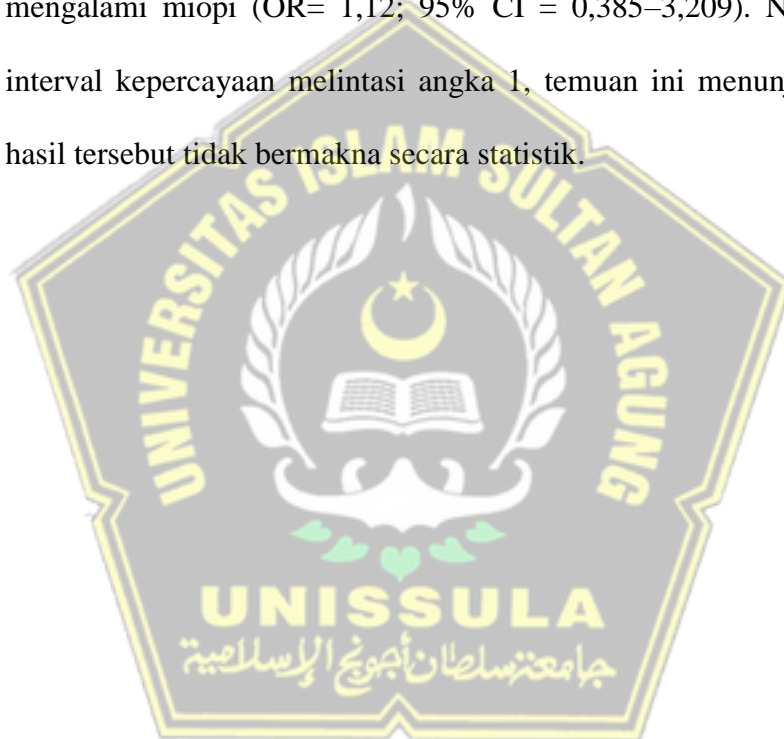 mengalami miopi (OR= 1,12; 95% CI = 0,385–3,209). N
interval kepercayaan melintasi angka 1, temuan ini menunj
hasil tersebut tidak bermakna secara statistik.
UNIVERSITAS ISLAM SULTAN AGUNG
UNISSULA
جامعة سلطان أجونج الإسلامية